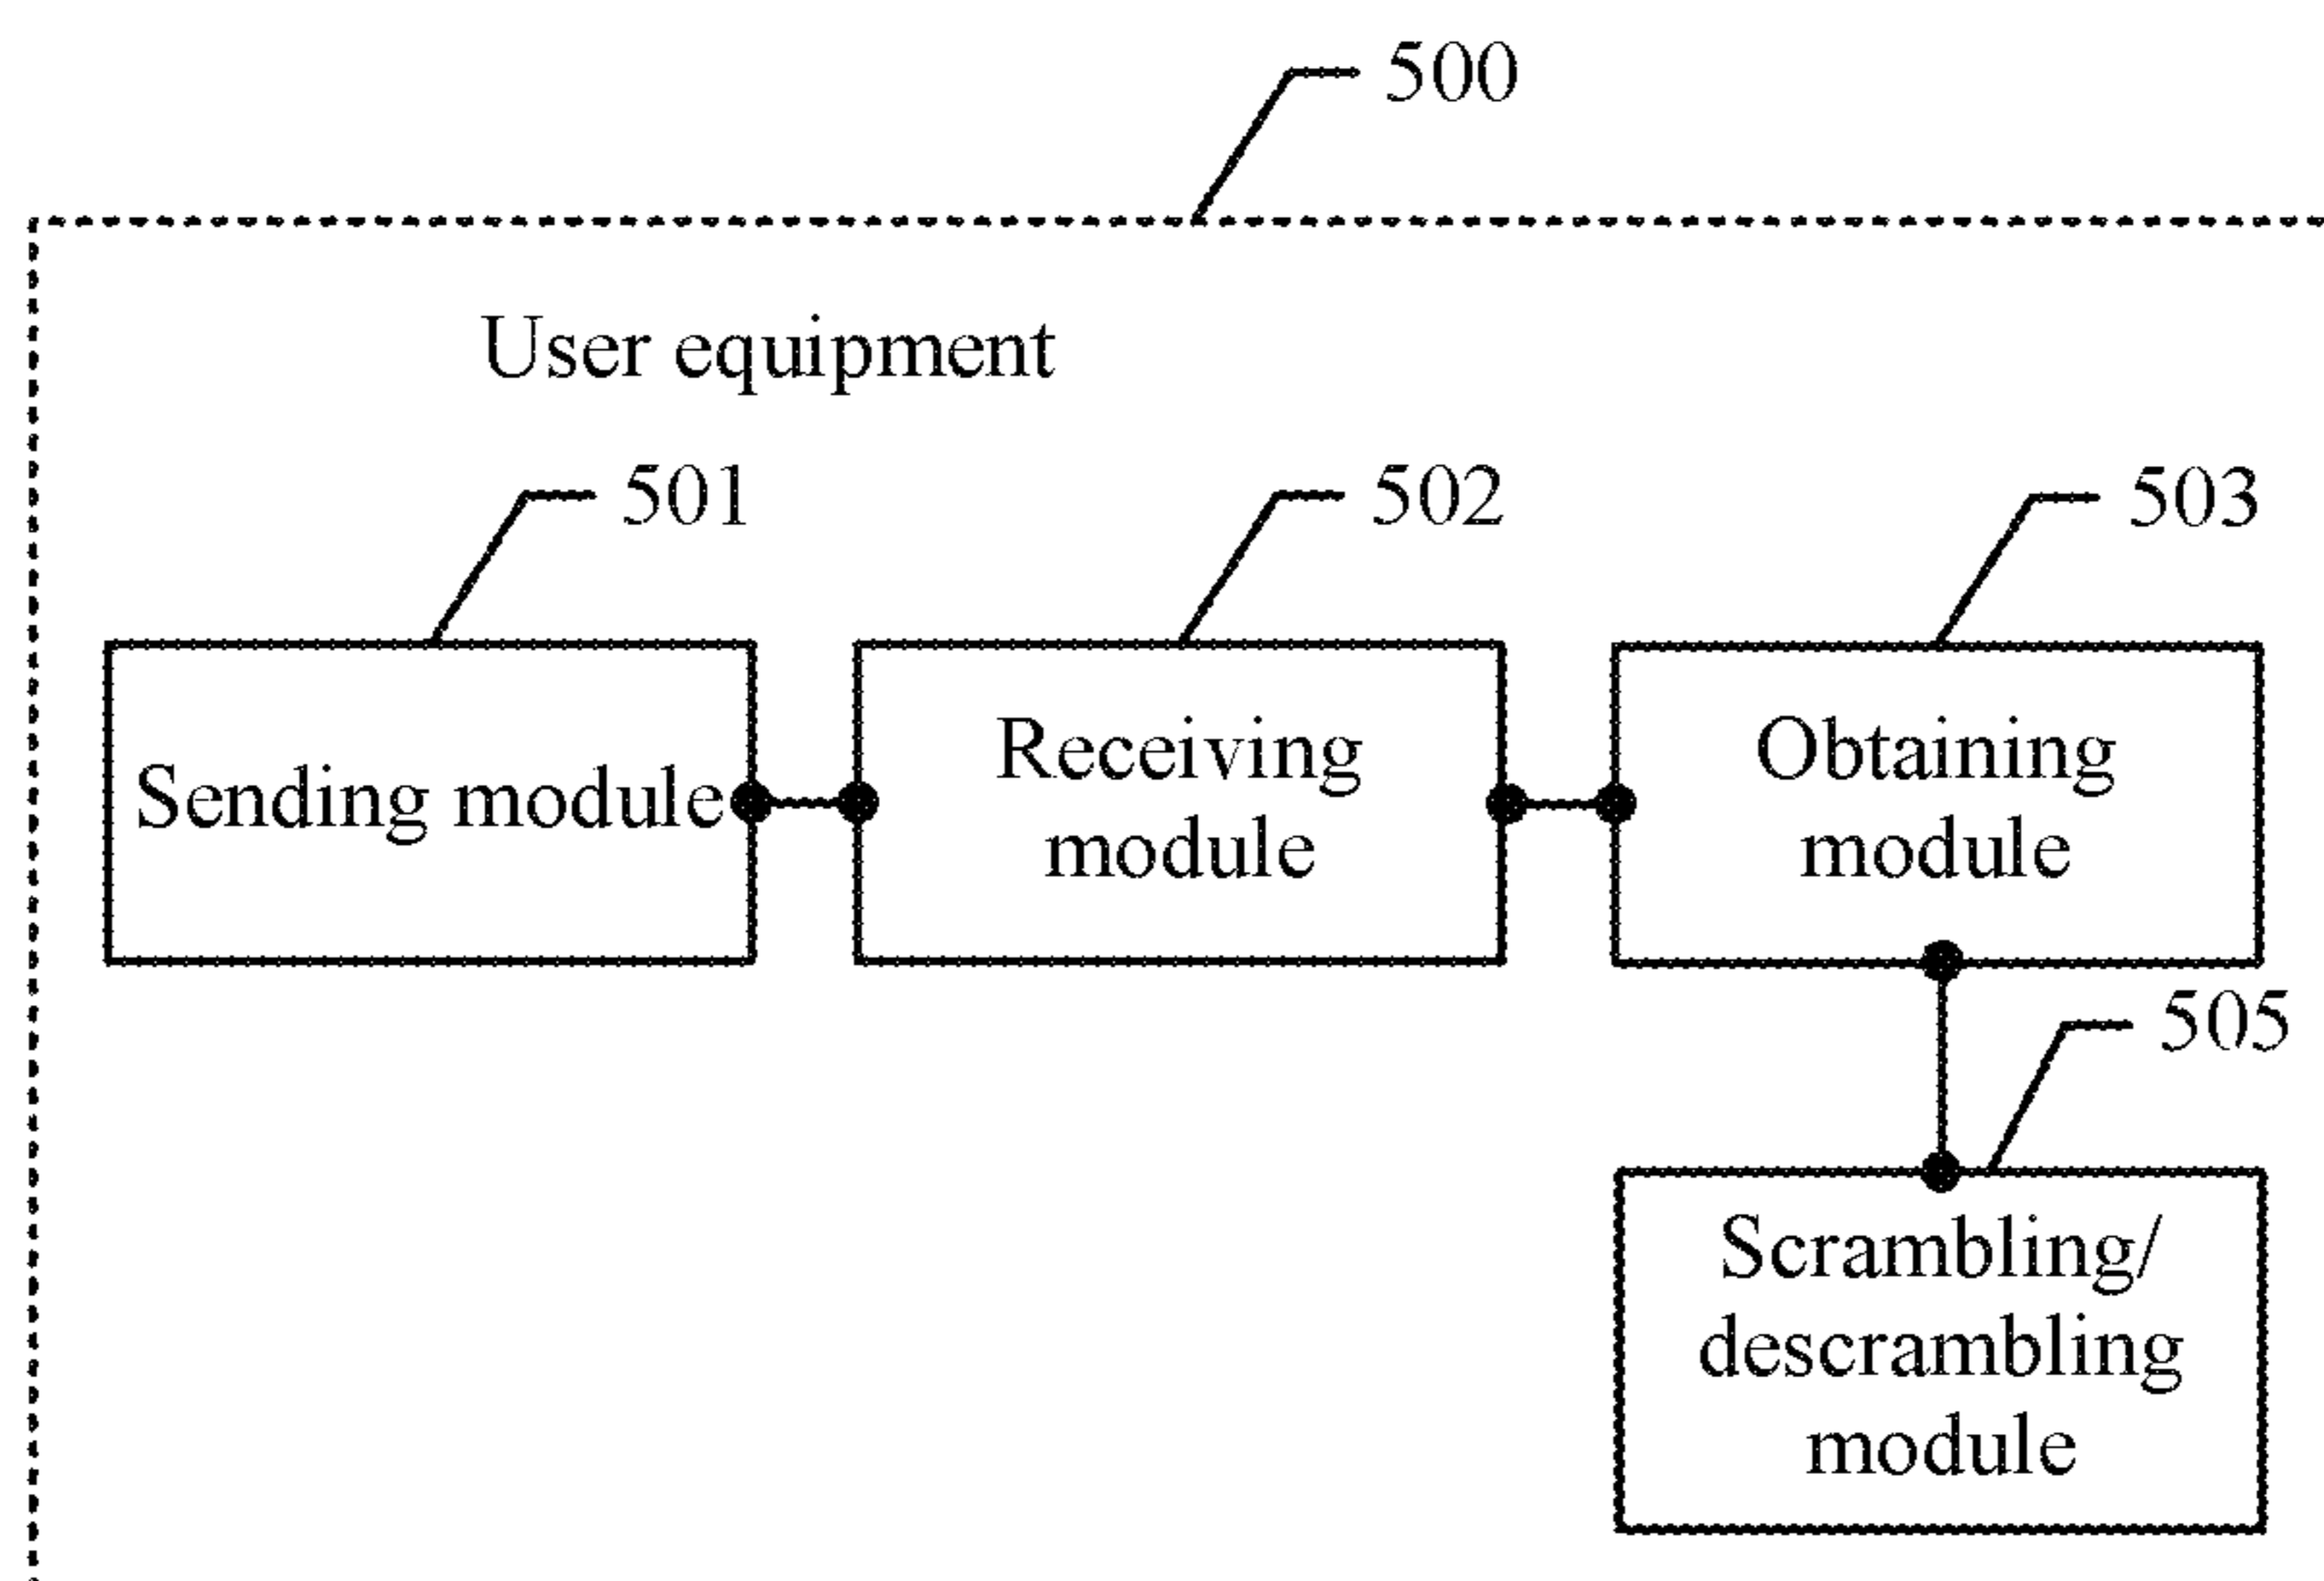 500
User equipment
501
502
503
Sending module
Receiving
module
Obtaining
module
505
Scrambling/
descrambling
module